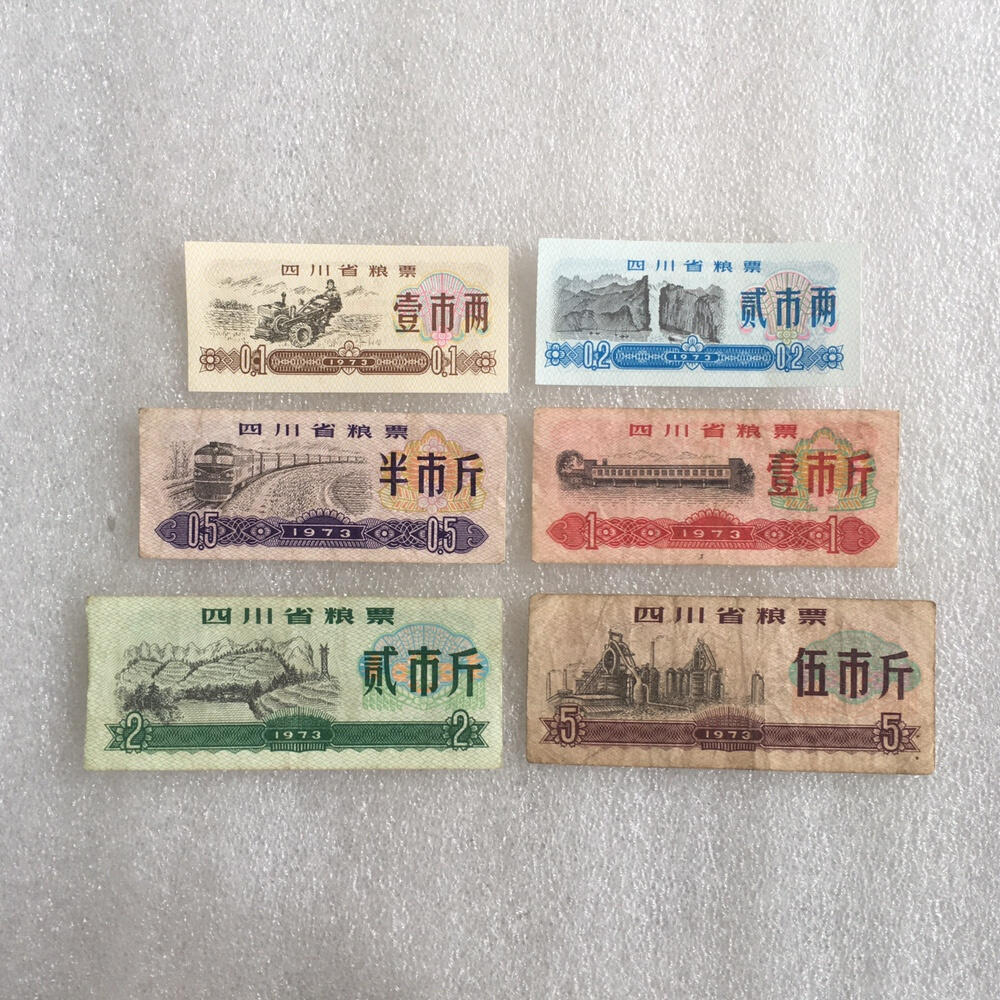 四川省粮票
壹市两
0.1 1973 0.1
四川省粮票
贰市两
0.2 1973 0.2
四川省粮票
半市斤
0.5 1973 0.5
四川省粮票
壹市斤
1 1973 1
四川省粮票
贰市斤
2 1973 2
四川省粮票
伍市斤
5 1973 5